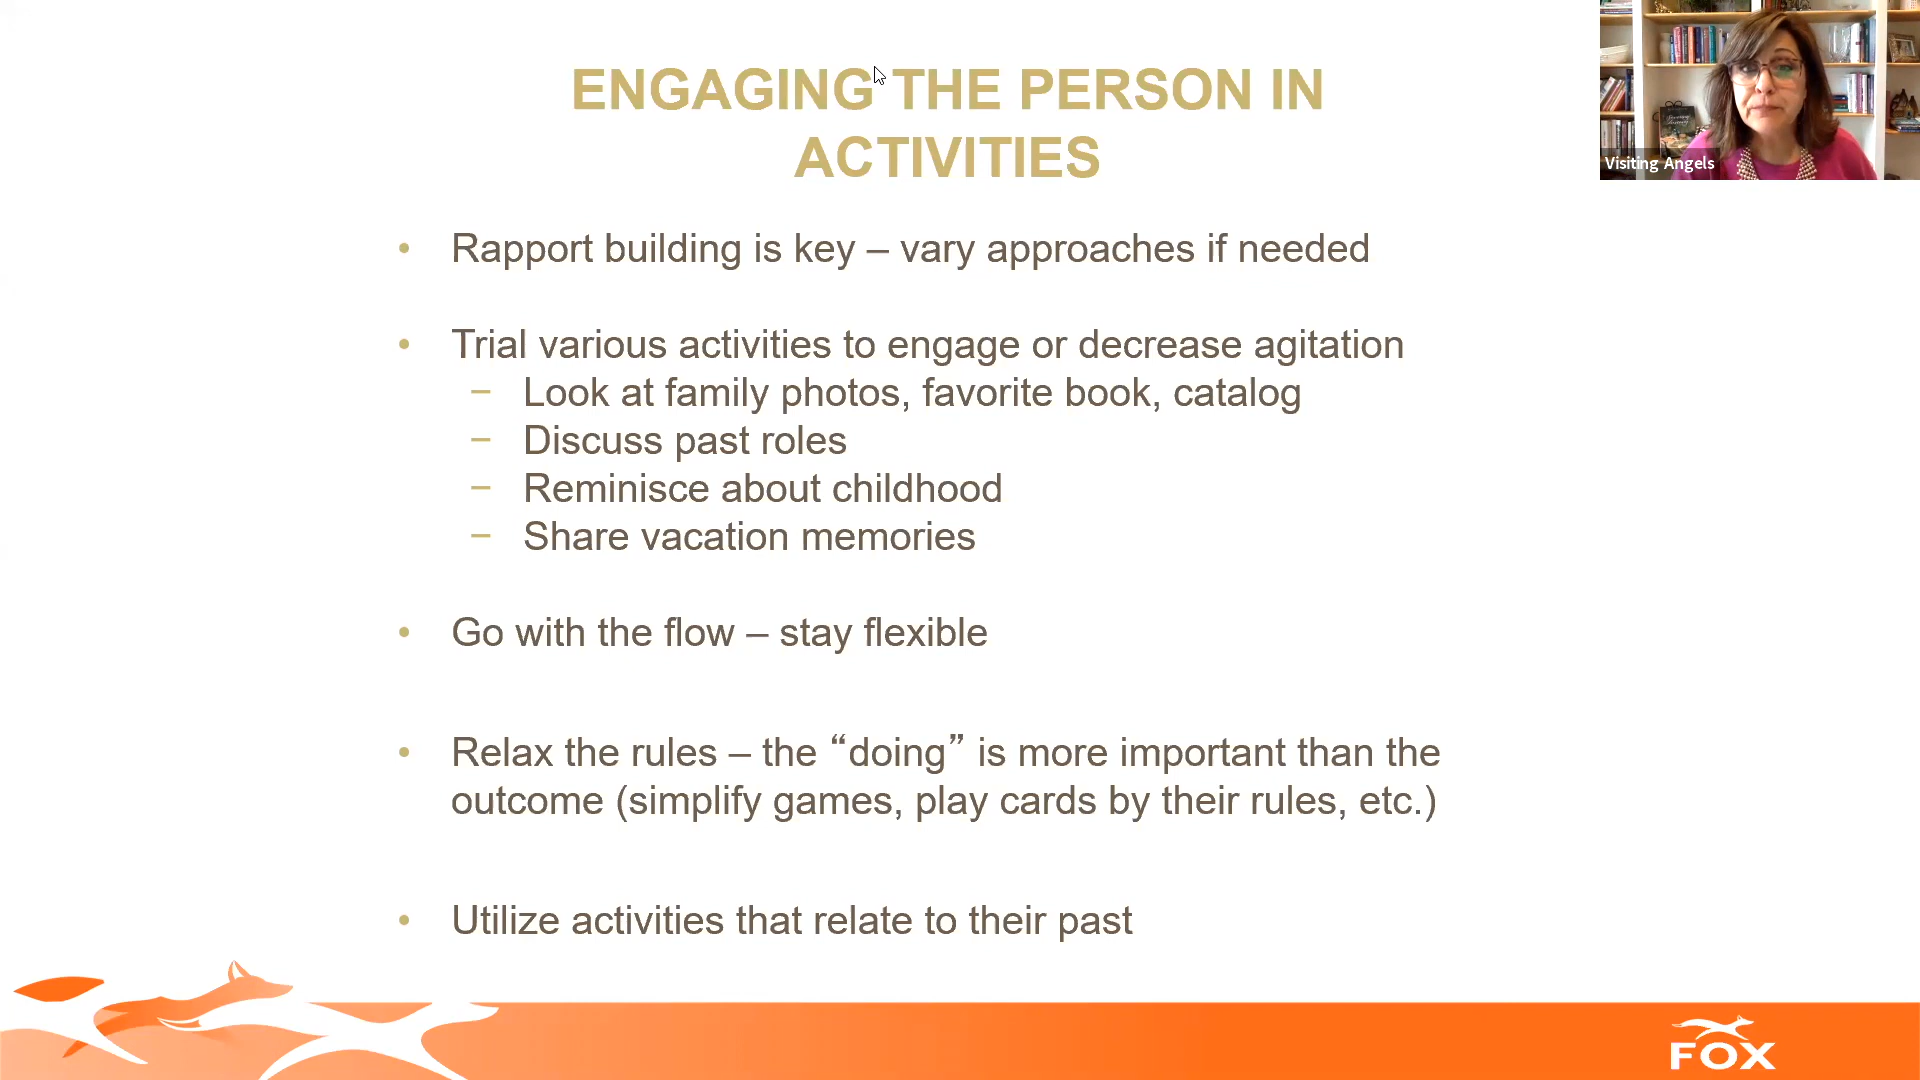 ENGAGING THE PERSON IN
ACTIVITIES
Visiting Angels
• Rapport building is key – vary approaches if needed
• Trial various activities to engage or decrease agitation
− Look at family photos, favorite book, catalog
− Discuss past roles
− Reminisce about childhood
− Share vacation memories
• Go with the flow – stay flexible
• Relax the rules – the “doing” is more important than the
outcome (simplify games, play cards by their rules, etc.)
• Utilize activities that relate to their past
FOX